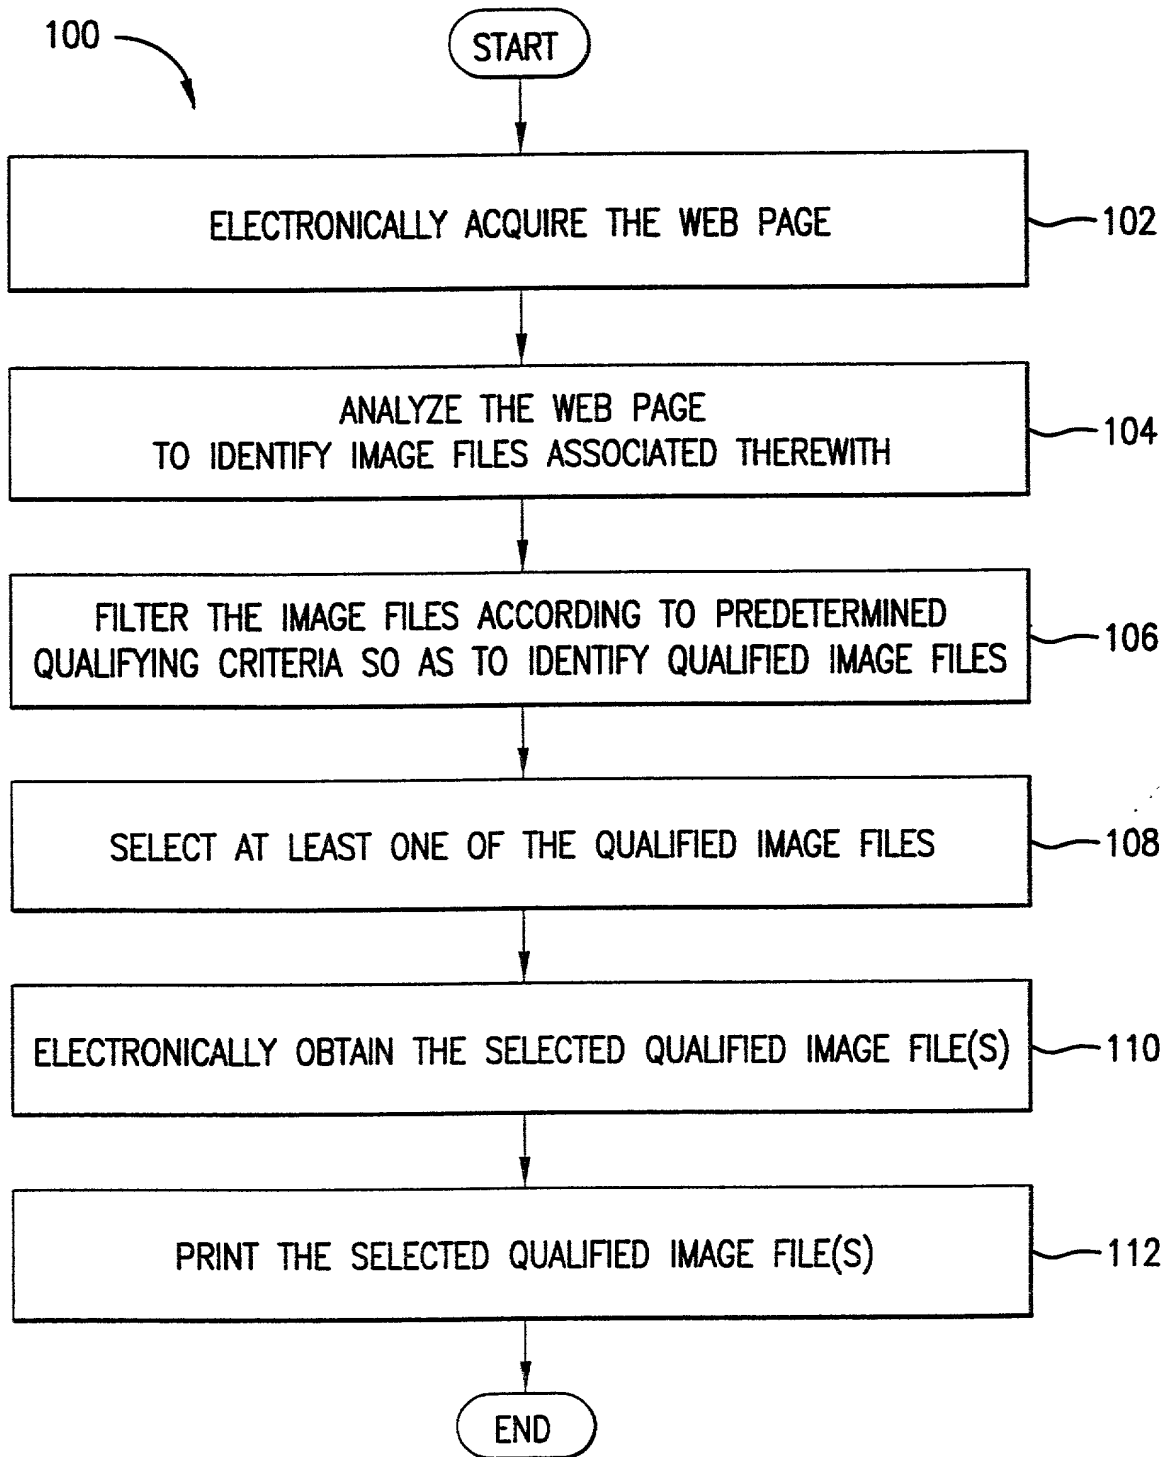 100
START
ELECTRONICALLY ACQUIRE THE WEB PAGE
102
ANALYZE THE WEB PAGE
TO IDENTIFY IMAGE FILES ASSOCIATED THEREWITH
104
FILTER THE IMAGE FILES ACCORDING TO PREDETERMINED
QUALIFYING CRITERIA SO AS TO IDENTIFY QUALIFIED IMAGE FILES
106
SELECT AT LEAST ONE OF THE QUALIFIED IMAGE FILES
108
ELECTRONICALLY OBTAIN THE SELECTED QUALIFIED IMAGE FILE(S)
110
PRINT THE SELECTED QUALIFIED IMAGE FILE(S)
112
END